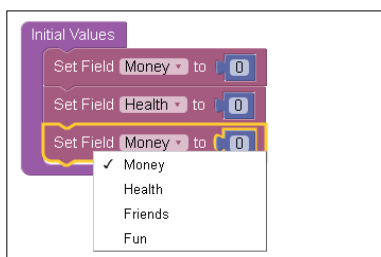 Initial Values
Set Field Money to 0
Set Field Health to 0
Set Field Money to 0
✓ Money
Health
Friends
Fun